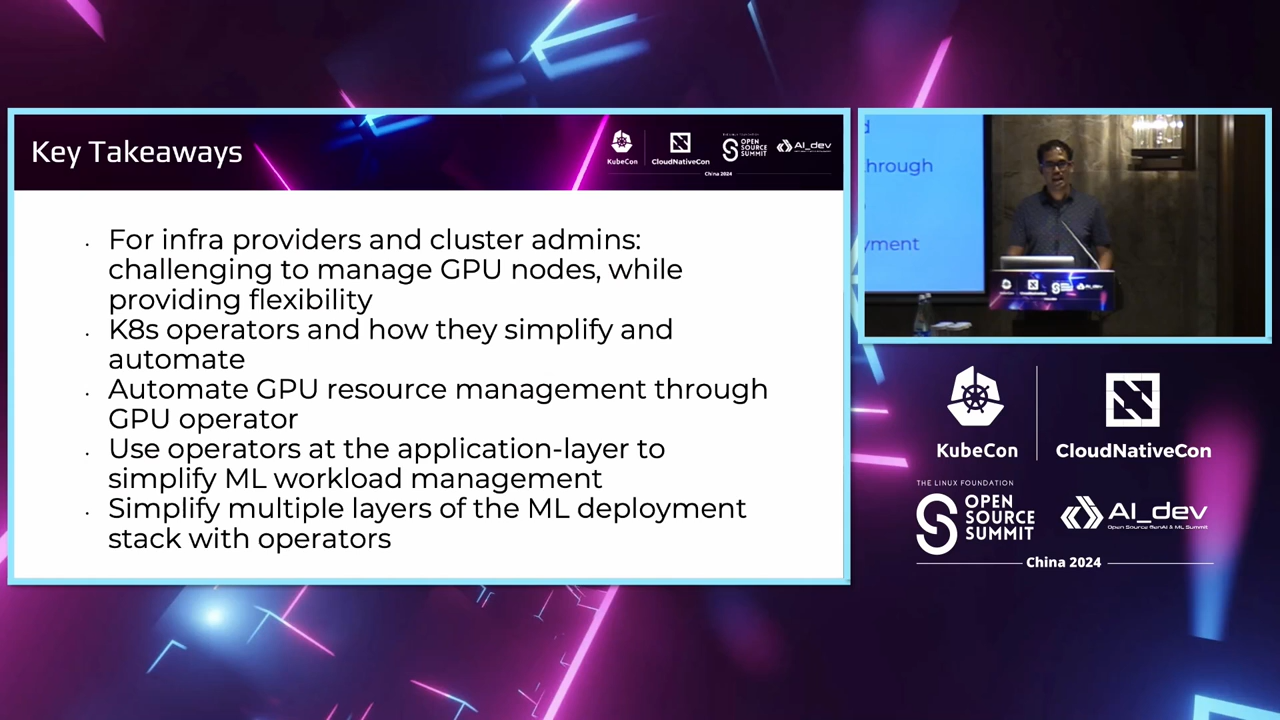 Key Takeaways
KubeCon
CloudNativeCon
OPEN
SOURCE
SUMMIT
AI_dev
China 2024
· For infra providers and cluster admins:
challenging to manage GPU nodes, while
providing flexibility
· K8s operators and how they simplify and
automate
· Automate GPU resource management through
GPU operator
· Use operators at the application-layer to
simplify ML workload management
· Simplify multiple layers of the ML deployment
stack with operators
hrough
yment
KubeCon
CloudNativeCon
THE LINUX FOUNDATION
OPEN
SOURCE
SUMMIT
AI_dev
Open Source GenAI & ML Summit
China 2024